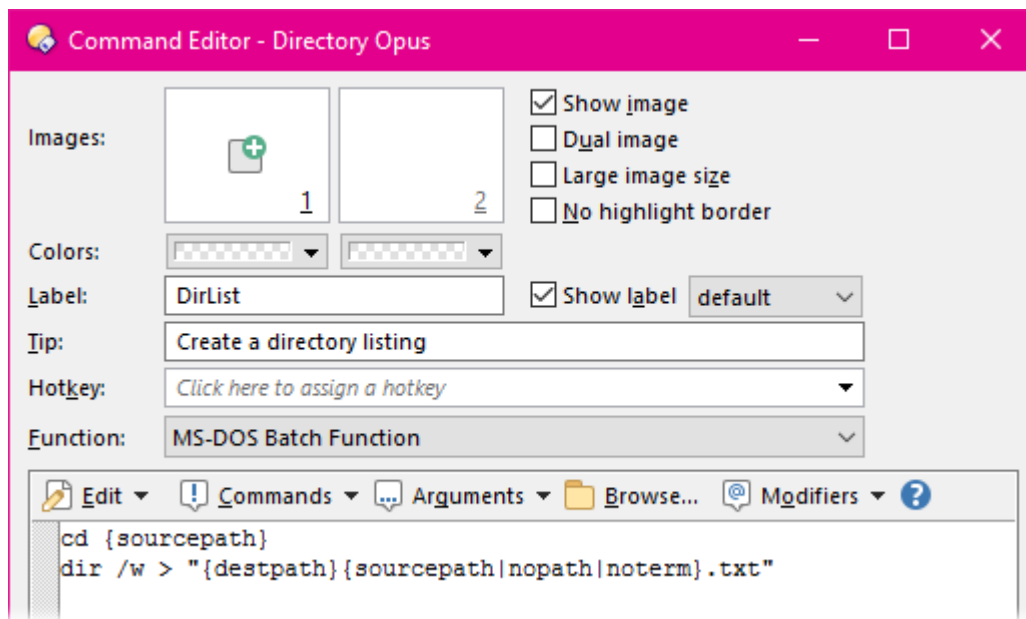 Command Editor - Directory Opus
Images:
1
2
Show image
Dual image
Large image size
No highlight border
Colors:
Label: DirList Show label default
Tip: Create a directory listing
Hotkey: Click here to assign a hotkey
Function: MS-DOS Batch Function
Edit Commands Arguments Browse... Modifiers ?
cd {sourcepath}
dir /w > "{destpath}{sourcepath|nopath|noterm}.txt"